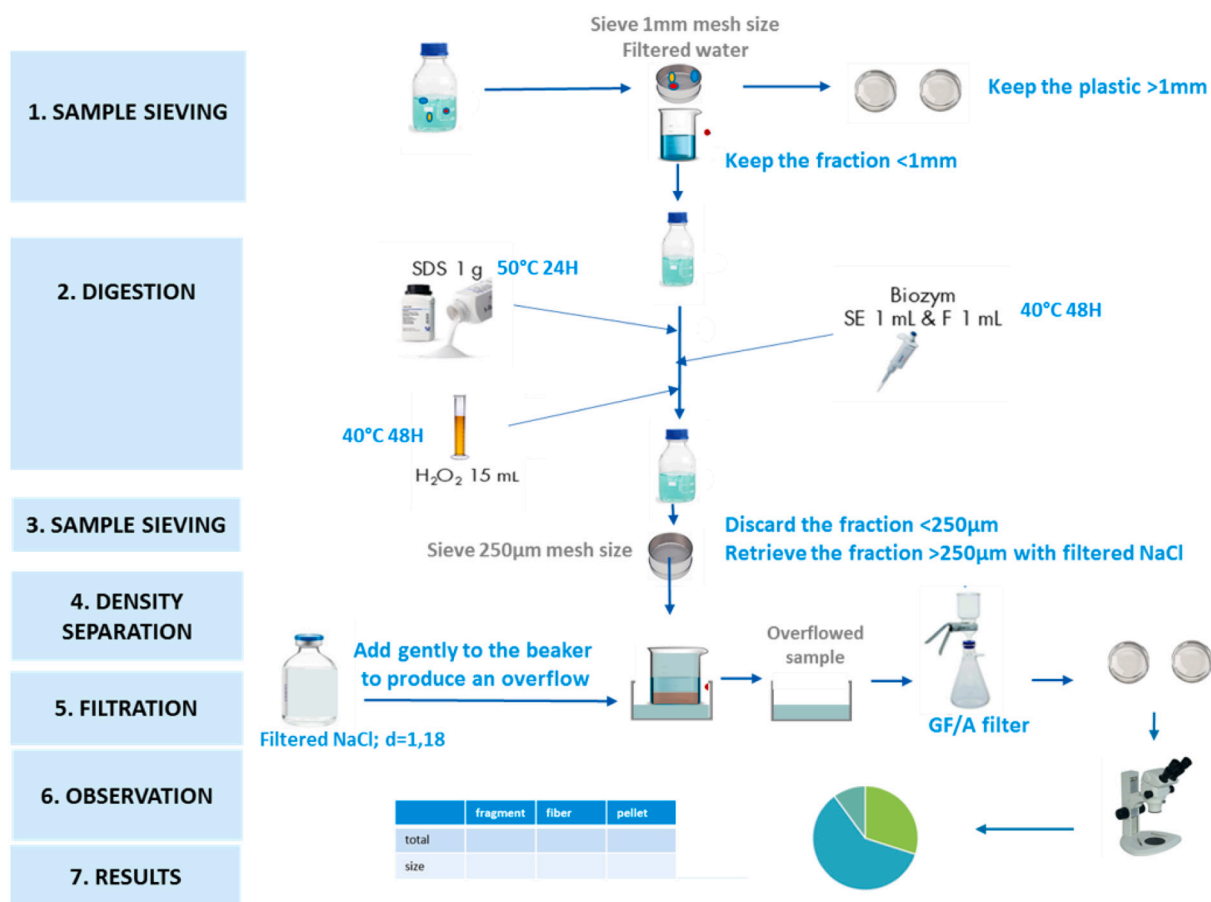 Sieve 1mm mesh size
Filtered water
1. SAMPLE SIEVING
Keep the plastic >1mm
Keep the fraction <1mm
2. DIGESTION
SDS 1 g 50°C 24H
Biozym
SE 1 mL & F 1 mL 40°C 48H
40°C 48H
H₂O₂ 15 mL
3. SAMPLE SIEVING
Sieve 250µm mesh size
Discard the fraction <250µm
Retrieve the fraction >250µm with filtered NaCl
4. DENSITY
SEPARATION
Add gently to the beaker
to produce an overflow
Overflowed
sample
5. FILTRATION
Filtered NaCl; d=1,18
GF/A filter
6. OBSERVATION
fragment fiber pellet
total
size
7. RESULTS